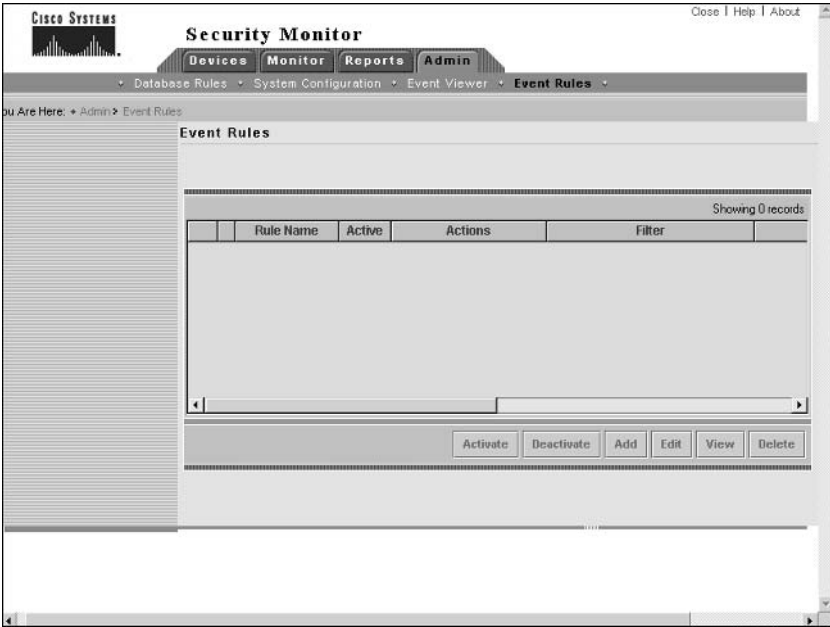 Close | Help | About
CISCO SYSTEMS
Security Monitor
Devices Monitor Reports Admin
Database Rules System Configuration Event Viewer Event Rules
ou Are Here: Admin > Event Rules
Event Rules
Showing 0 records
Rule Name Active Actions Filter
Activate Deactivate Add Edit View Delete